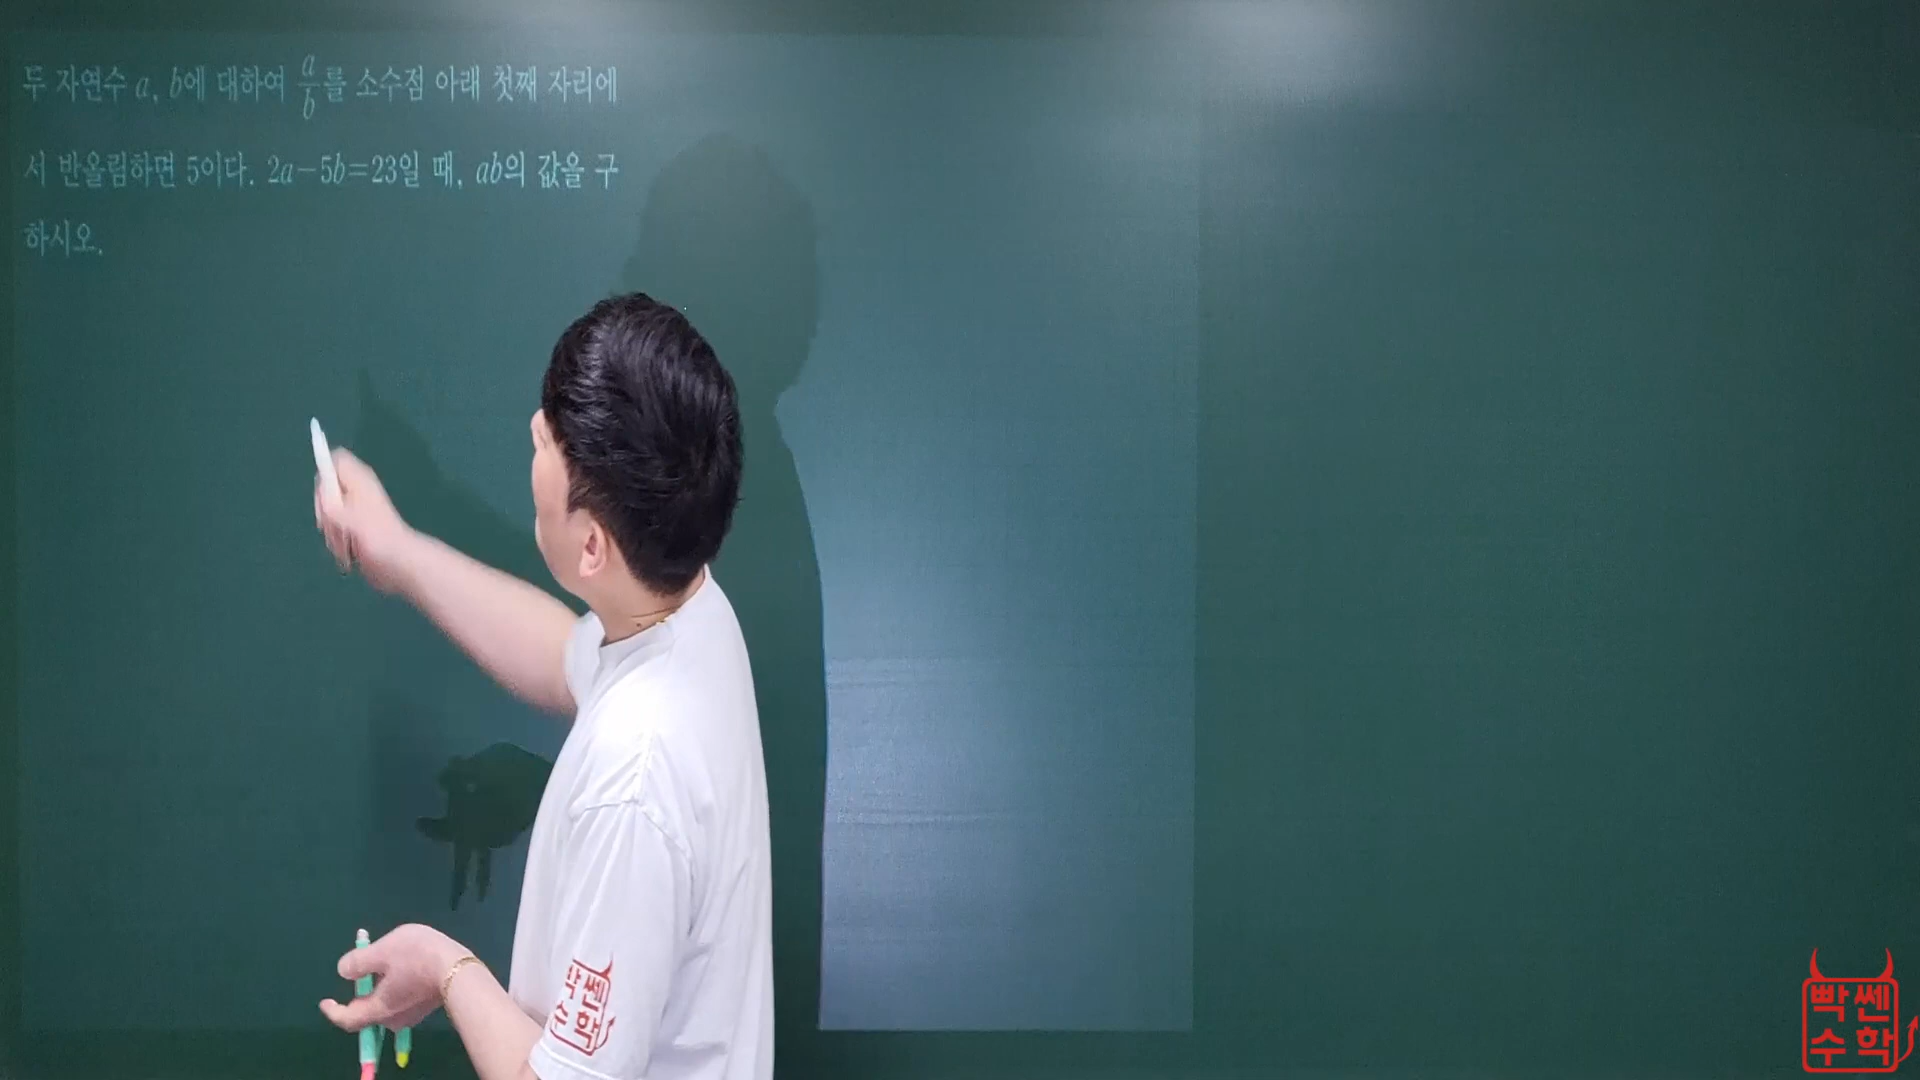 두 자연수 a, b에 대하여 a/b를 소수점 아래 첫째 자리에
서 반올림하면 5이다. 2a-5b=23일 때, ab의 값을 구
하시오.
빡쎈
수학
빡쎈
수학